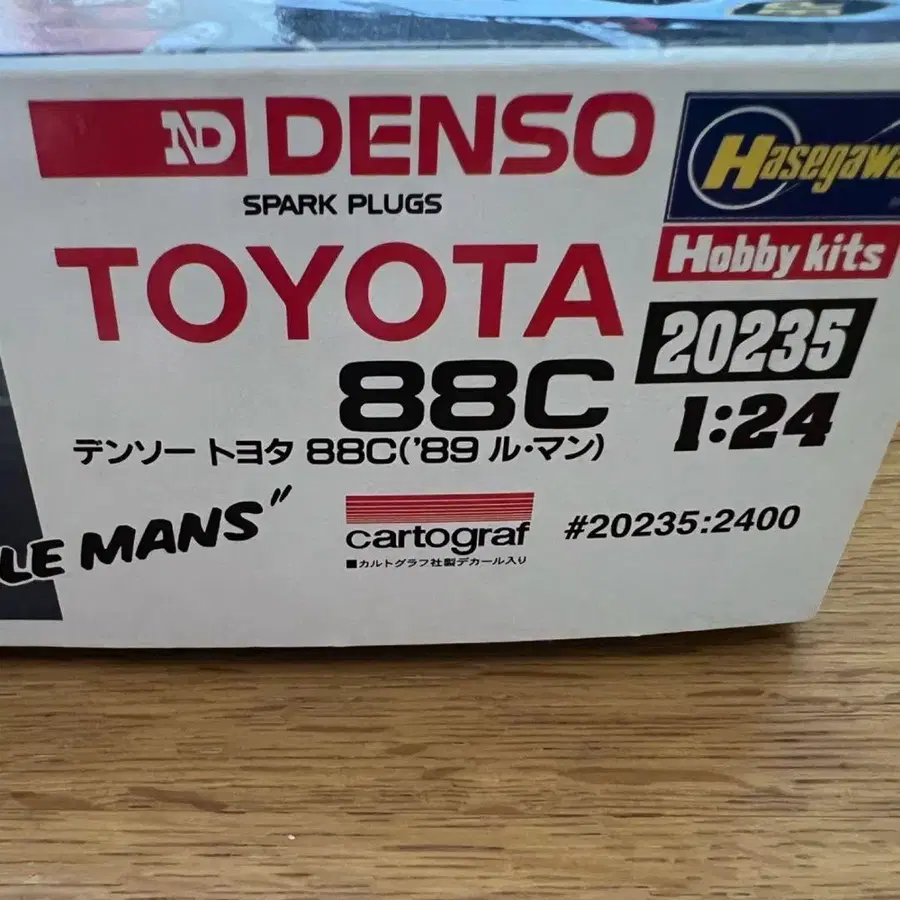 ND DENSO
SPARK PLUGS
TOYOTA
88C
デンソー トヨタ 88C('89 ル・マン)
LE MANS"
cartograf
■カルトグラフ社製デカール入り
#20235:2400
Hasegawa
Hobby kits
20235
1:24